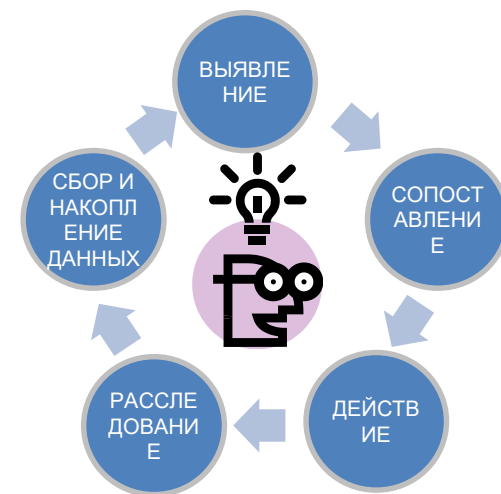 ВЫЯВЛЕ
НИЕ
СОПОСТ
АВЛЕНИ
Е
ДЕЙСТВ
ИЕ
РАССЛЕ
ДОВАНИ
Е
СБОР И
НАКОПЛ
ЕНИЕ
ДАННЫХ